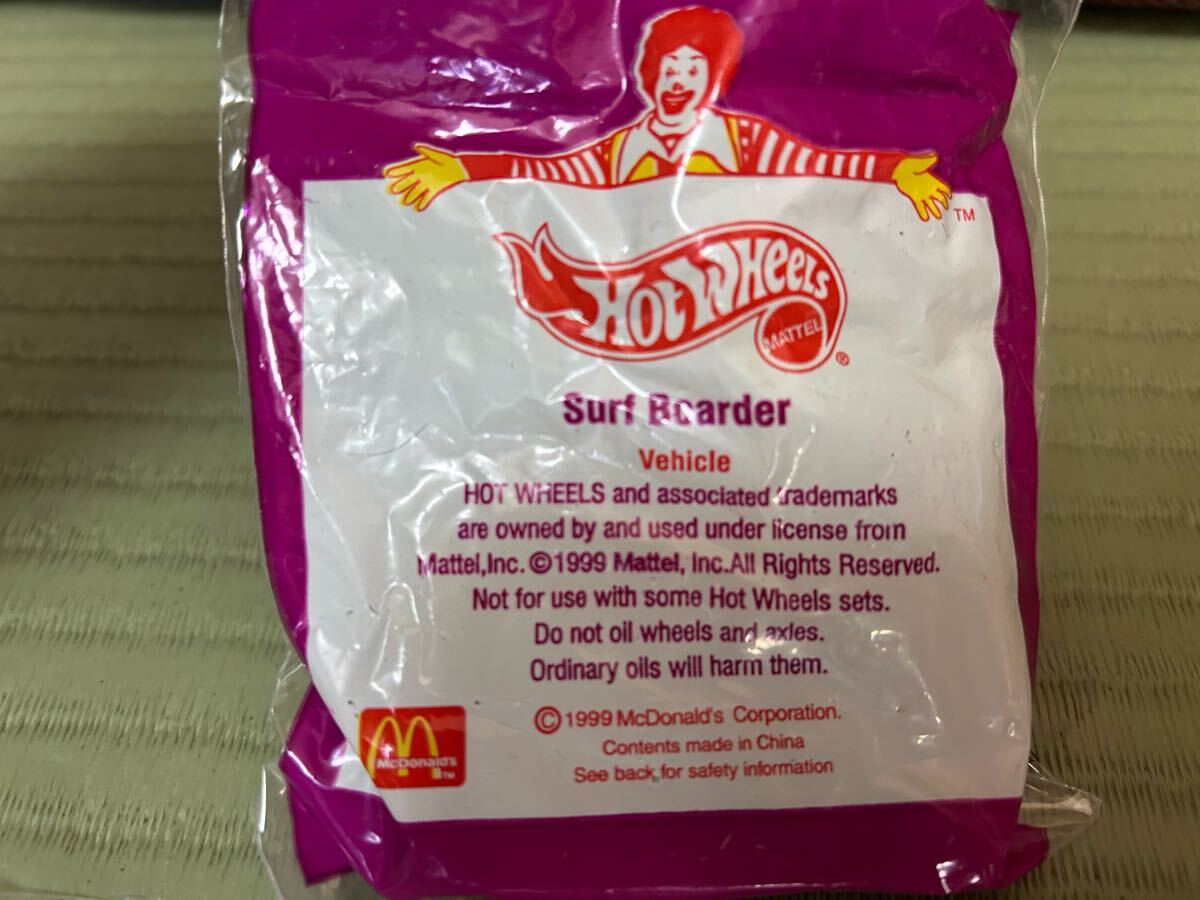 TM
HOT WHEELS
MATTEL
®
Surf Boarder
Vehicle
HOT WHEELS and associated trademarks
are owned by and used under license from
Mattel,Inc. ©1999 Mattel, Inc.All Rights Reserved.
Not for use with some Hot Wheels sets.
Do not oil wheels and axles.
Ordinary oils will harm them.
© 1999 McDonald's Corporation.
Contents made in China
See back for safety information
McDonald's
TM